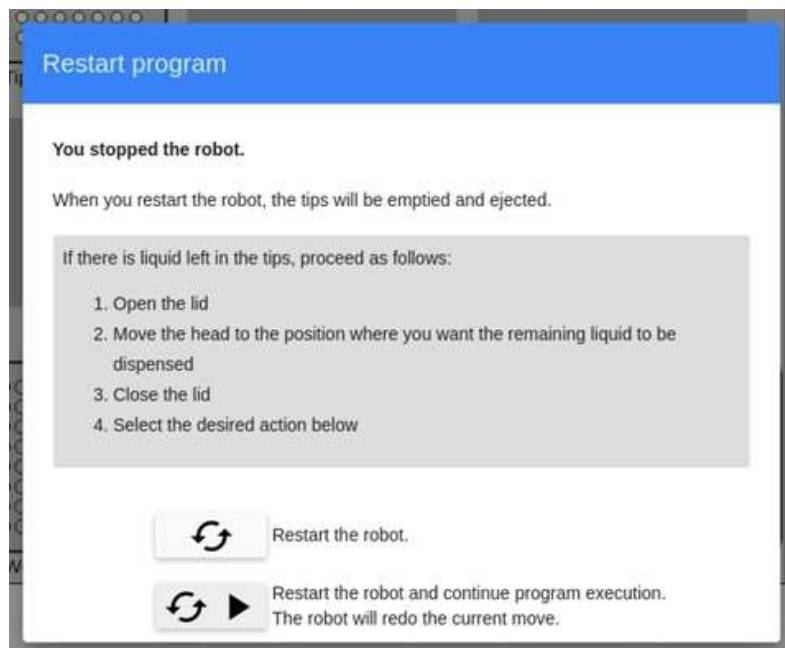 Restart program
You stopped the robot.
When you restart the robot, the tips will be emptied and ejected.
If there is liquid left in the tips, proceed as follows:
1. Open the lid
2. Move the head to the position where you want the remaining liquid to be
dispensed
3. Close the lid
4. Select the desired action below
Restart the robot.
Restart the robot and continue program execution.
The robot will redo the current move.